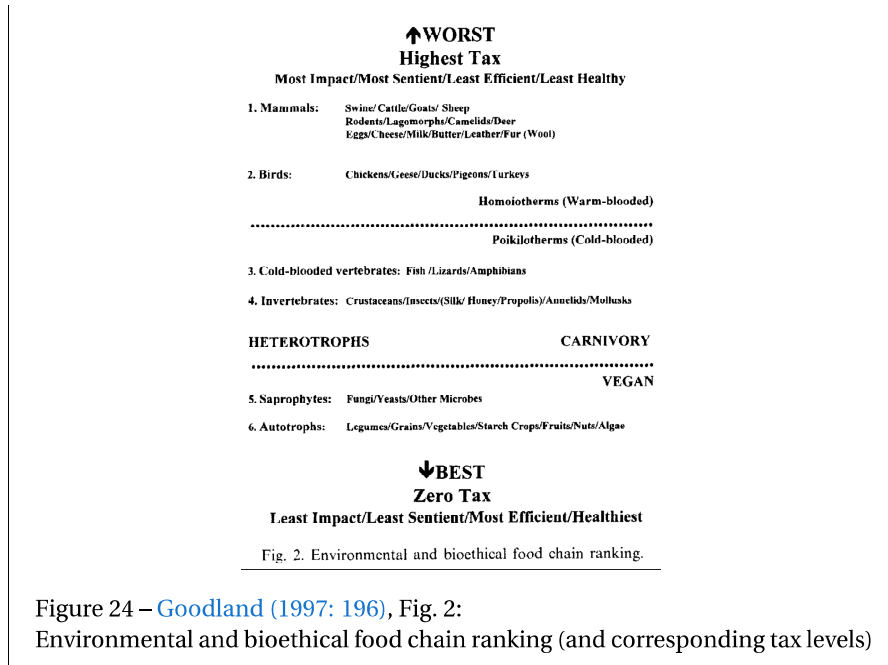 ↑WORST
Highest Tax
Most Impact/Most Sentient/Least Efficient/Least Healthy
1. Mammals: Swine/ Cattle/Goats/ Sheep
Rodents/Lagomorphs/Camelids/Deer
Eggs/Cheese/Milk/Butter/Leather/Fur (Wool)
2. Birds: Chickens/Geese/Ducks/Pigeons/Turkeys
Homoiotherms (Warm-blooded)
Poikilotherms (Cold-blooded)
3. Cold-blooded vertebrates: Fish /Lizards/Amphibians
4. Invertebrates: Crustaceans/Insects/(Silk/ Honey/Propolis)/Annelids/Mollusks
HETEROTROPHS CARNIVORY
VEGAN
5. Saprophytes: Fungi/Yeasts/Other Microbes
6. Autotrophs: Legumes/Grains/Vegetables/Starch Crops/Fruits/Nuts/Algae
↓BEST
Zero Tax
Least Impact/Least Sentient/Most Efficient/Healthiest
Fig. 2. Environmental and bioethical food chain ranking.
Figure 24 – Goodland (1997: 196), Fig. 2:
Environmental and bioethical food chain ranking (and corresponding tax levels)